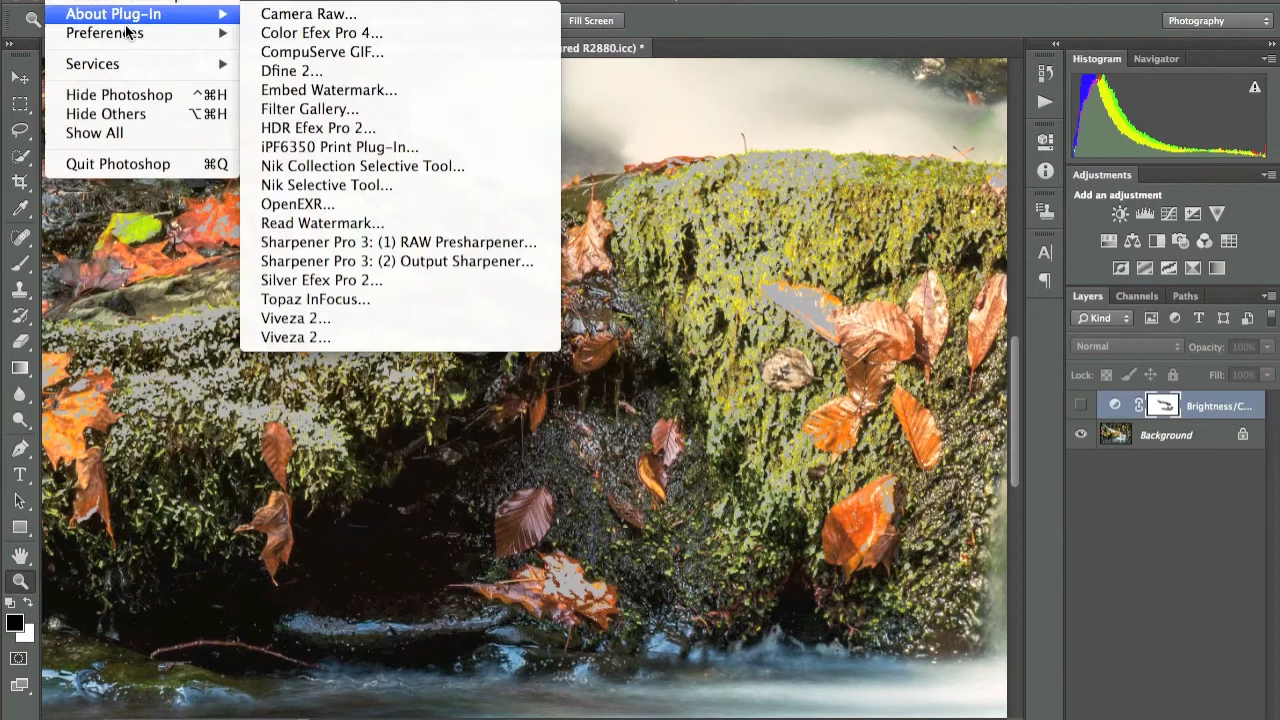 About Plug-In
Preferences
Services
Hide Photoshop ^⌘H
Hide Others ⌥⌘H
Show All
Quit Photoshop ⌘Q
Camera Raw...
Color Efex Pro 4...
CompuServe GIF...
Dfine 2...
Embed Watermark...
Filter Gallery...
HDR Efex Pro 2...
iPF6350 Print Plug-In...
Nik Collection Selective Tool...
Nik Selective Tool...
OpenEXR...
Read Watermark...
Sharpener Pro 3: (1) RAW Presharpener...
Sharpener Pro 3: (2) Output Sharpener...
Silver Efex Pro 2...
Topaz InFocus...
Viveza 2...
Viveza 2...
Fill Screen
R2880.icc) *
Photography
Histogram Navigator
Adjustments
Add an adjustment
Layers Channels Paths
Kind
Normal Opacity: 100%
Lock: Fill: 100%
Brightness/C...
Background